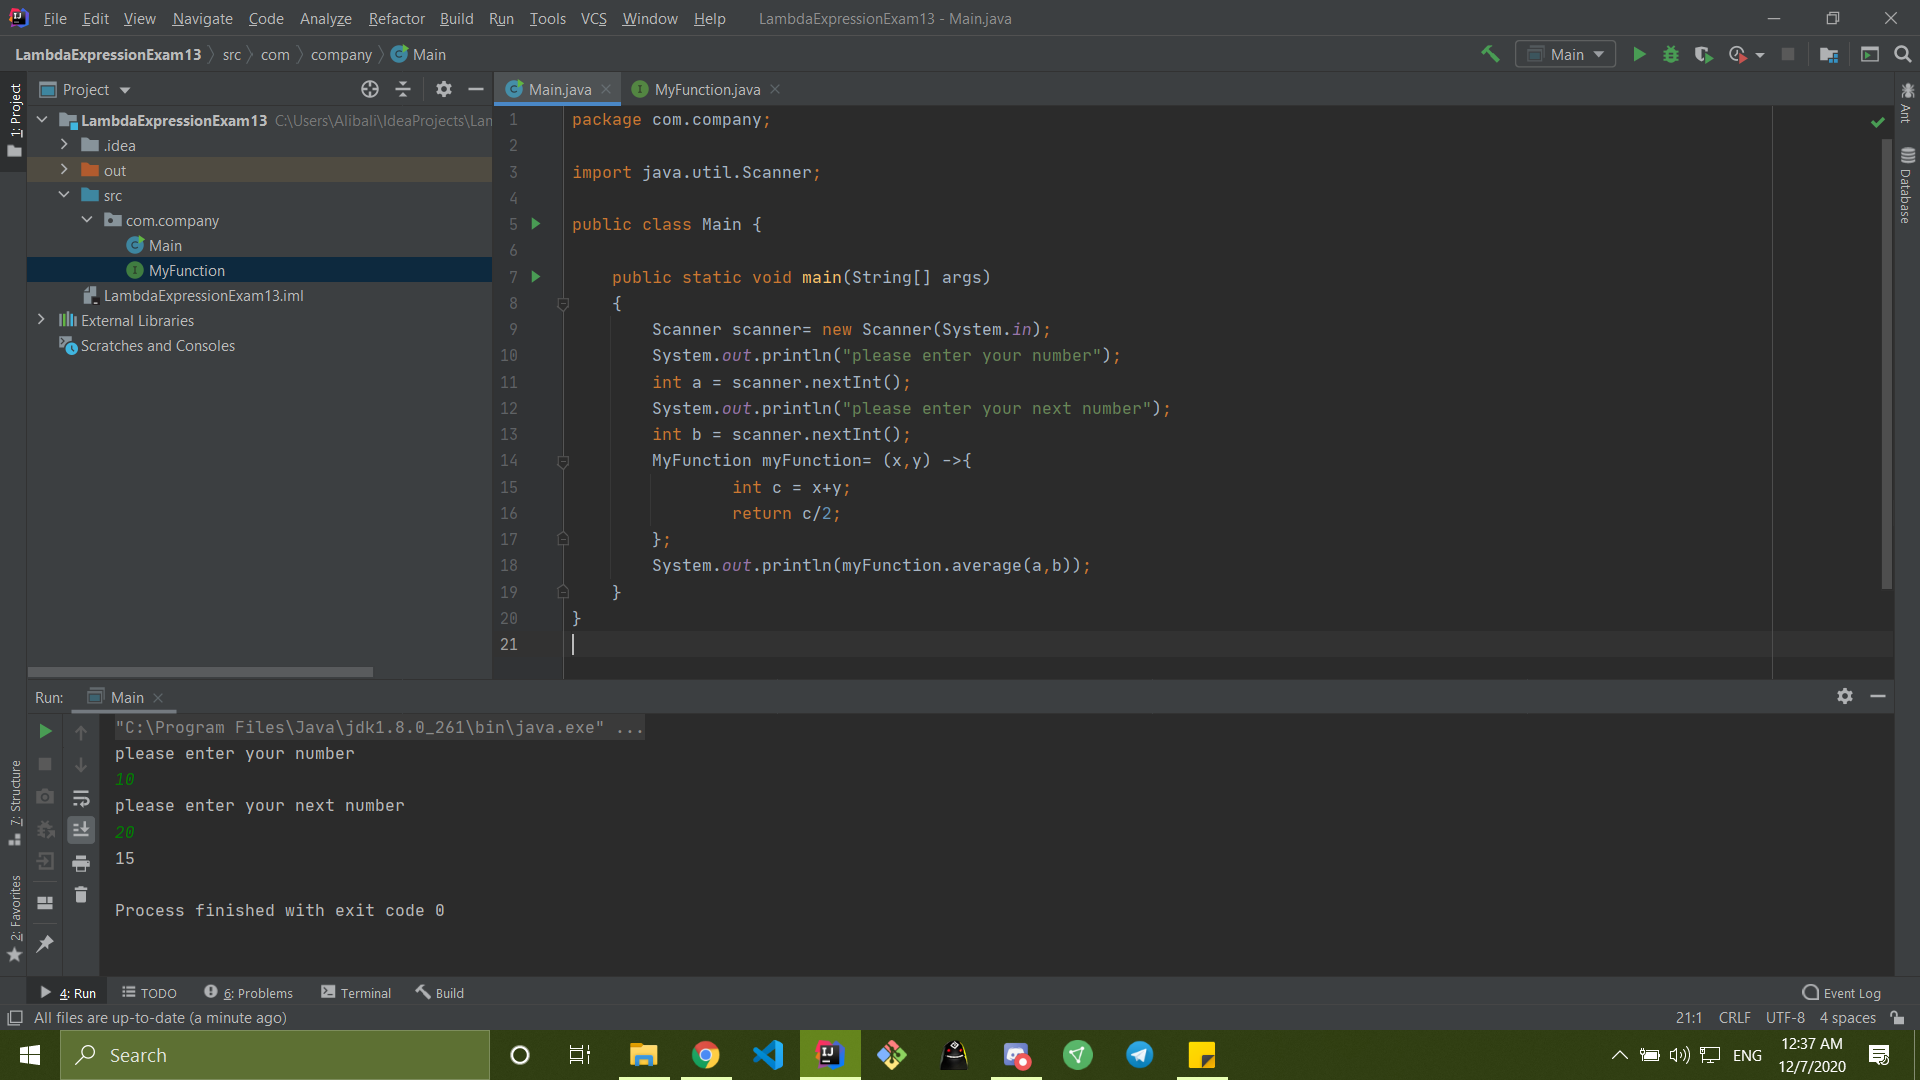 File Edit View Navigate Code Analyze Refactor Build Run Tools VCS Window Help LambdaExpressionExam13 - Main.java
LambdaExpressionExam13 src com company Main
Main
1: Project
Project
Main.java
MyFunction.java
LambdaExpressionExam13 C:\Users\Alibali\IdeaProjects\Lan
.idea
out
src
com.company
Main
MyFunction
LambdaExpressionExam13.iml
External Libraries
Scratches and Consoles
1 package com.company;
2
3 import java.util.Scanner;
4
5 public class Main {
6
7 public static void main(String[] args)
8 {
9 Scanner scanner= new Scanner(System.in);
10 System.out.println("please enter your number");
11 int a = scanner.nextInt();
12 System.out.println("please enter your next number");
13 int b = scanner.nextInt();
14 MyFunction myFunction= (x,y) ->{
15 int c = x+y;
16 return c/2;
17 };
18 System.out.println(myFunction.average(a,b));
19 }
20 }
21
Ant
Database
Run: Main
"C:\Program Files\Java\jdk1.8.0_261\bin\java.exe" ...
please enter your number
10
please enter your next number
20
15
Process finished with exit code 0
7: Structure
2: Favorites
4: Run TODO 6: Problems Terminal Build Event Log
All files are up-to-date (a minute ago) 21:1 CRLF UTF-8 4 spaces
Search
ENG
12:37 AM
12/7/2020